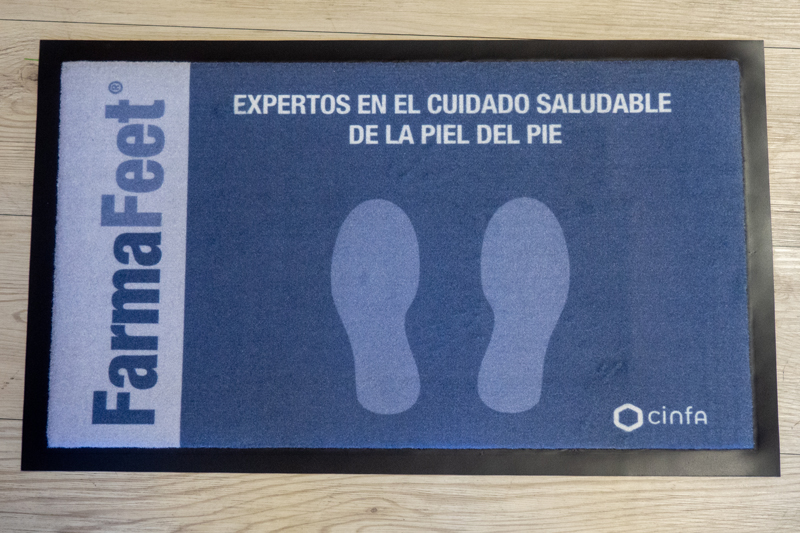 FarmaFeet®
EXPERTOS EN EL CUIDADO SALUDABLE
DE LA PIEL DEL PIE
cinfa